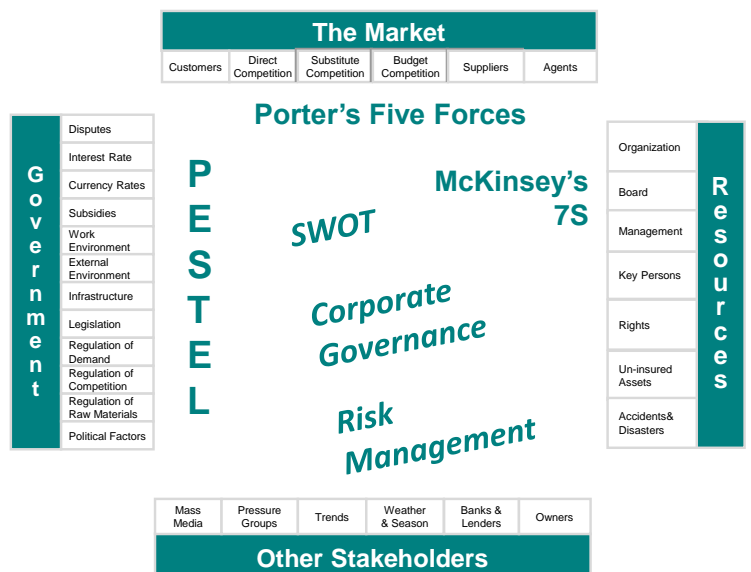 The Market
Customers
Direct
Competition
Substitute
Competition
Budget
Competition
Suppliers
Agents
Porter's Five Forces
Government
Disputes
Interest Rate
Currency Rates
Subsidies
Work
Environment
External
Environment
Infrastructure
Legislation
Regulation of
Demand
Regulation of
Competition
Regulation of
Raw Materials
Political Factors
PESTEL
McKinsey's
7S
SWOT
Corporate
Governance
Risk
Management
Organization
Board
Management
Key Persons
Rights
Un-insured
Assets
Accidents&
Disasters
Resources
Mass
Media
Pressure
Groups
Trends
Weather
& Season
Banks &
Lenders
Owners
Other Stakeholders